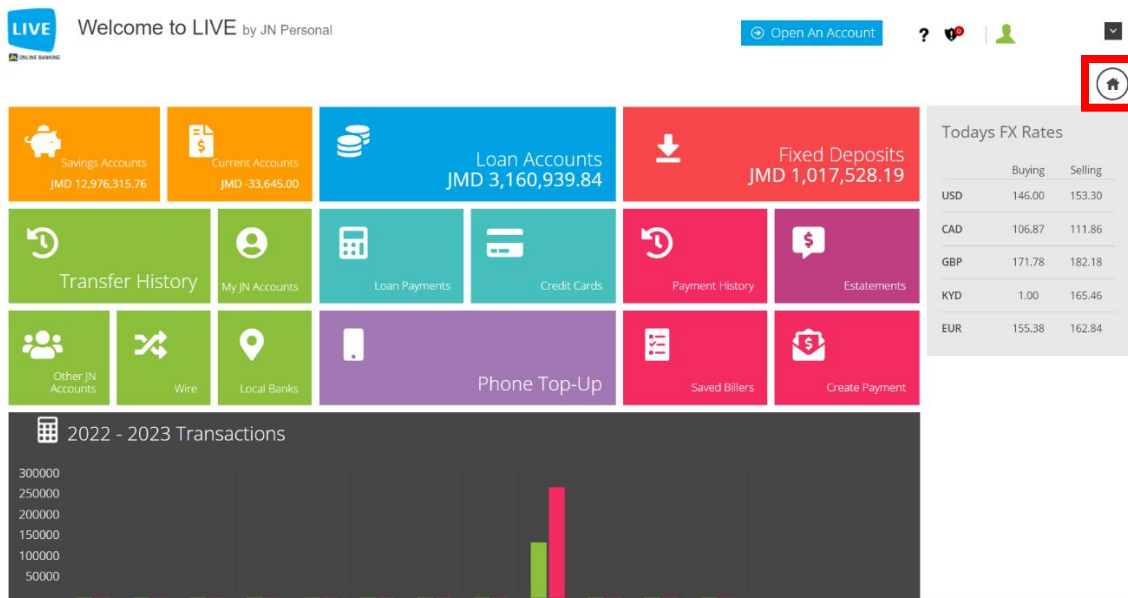 LIVE
ONLINE BANKING
Welcome to LIVE by JN Personal
Open An Account
?
0
Savings Accounts
JMD 12,976,315.76
Current Accounts
JMD -33,645.00
Loan Accounts
JMD 3,160,939.84
Fixed Deposits
JMD 1,017,528.19
Transfer History
My JN Accounts
Loan Payments
Credit Cards
Payment History
Estatements
Other JN
Accounts
Wire
Local Banks
Phone Top-Up
Saved Billers
Create Payment
Todays FX Rates
Buying Selling
USD 146.00 153.30
CAD 106.87 111.86
GBP 171.78 182.18
KYD 1.00 165.46
EUR 155.38 162.84
2022 - 2023 Transactions
300000
250000
200000
150000
100000
50000